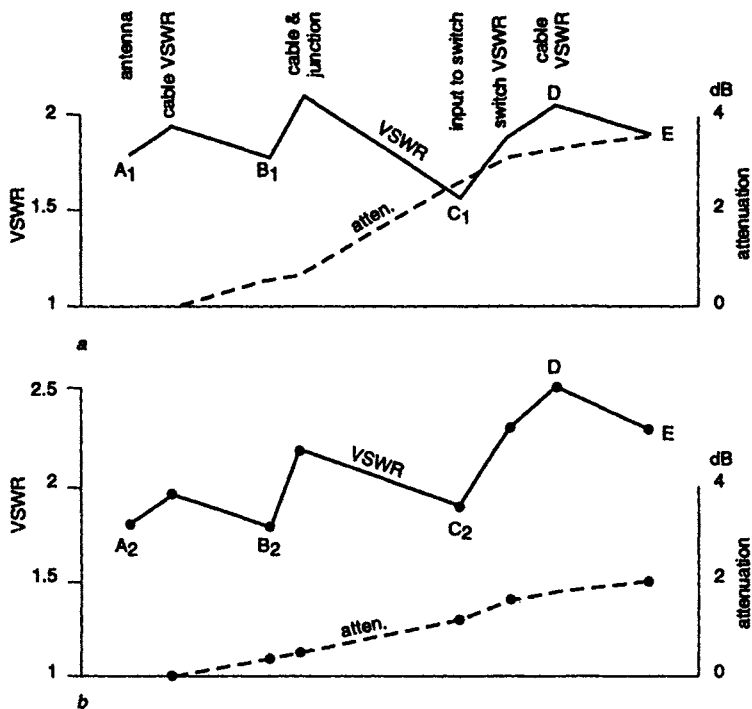 antenna
cable VSWR
cable &
junction
input to switch
switch VSWR
cable
VSWR
dB
2
1.5
1
VSWR
A1
B1
VSWR
atten.
C1
D
E
4
2
0
attenuation
a
2.5
2
1.5
1
VSWR
A2
B2
VSWR
atten.
C2
D
E
dB
4
2
0
attenuation
b